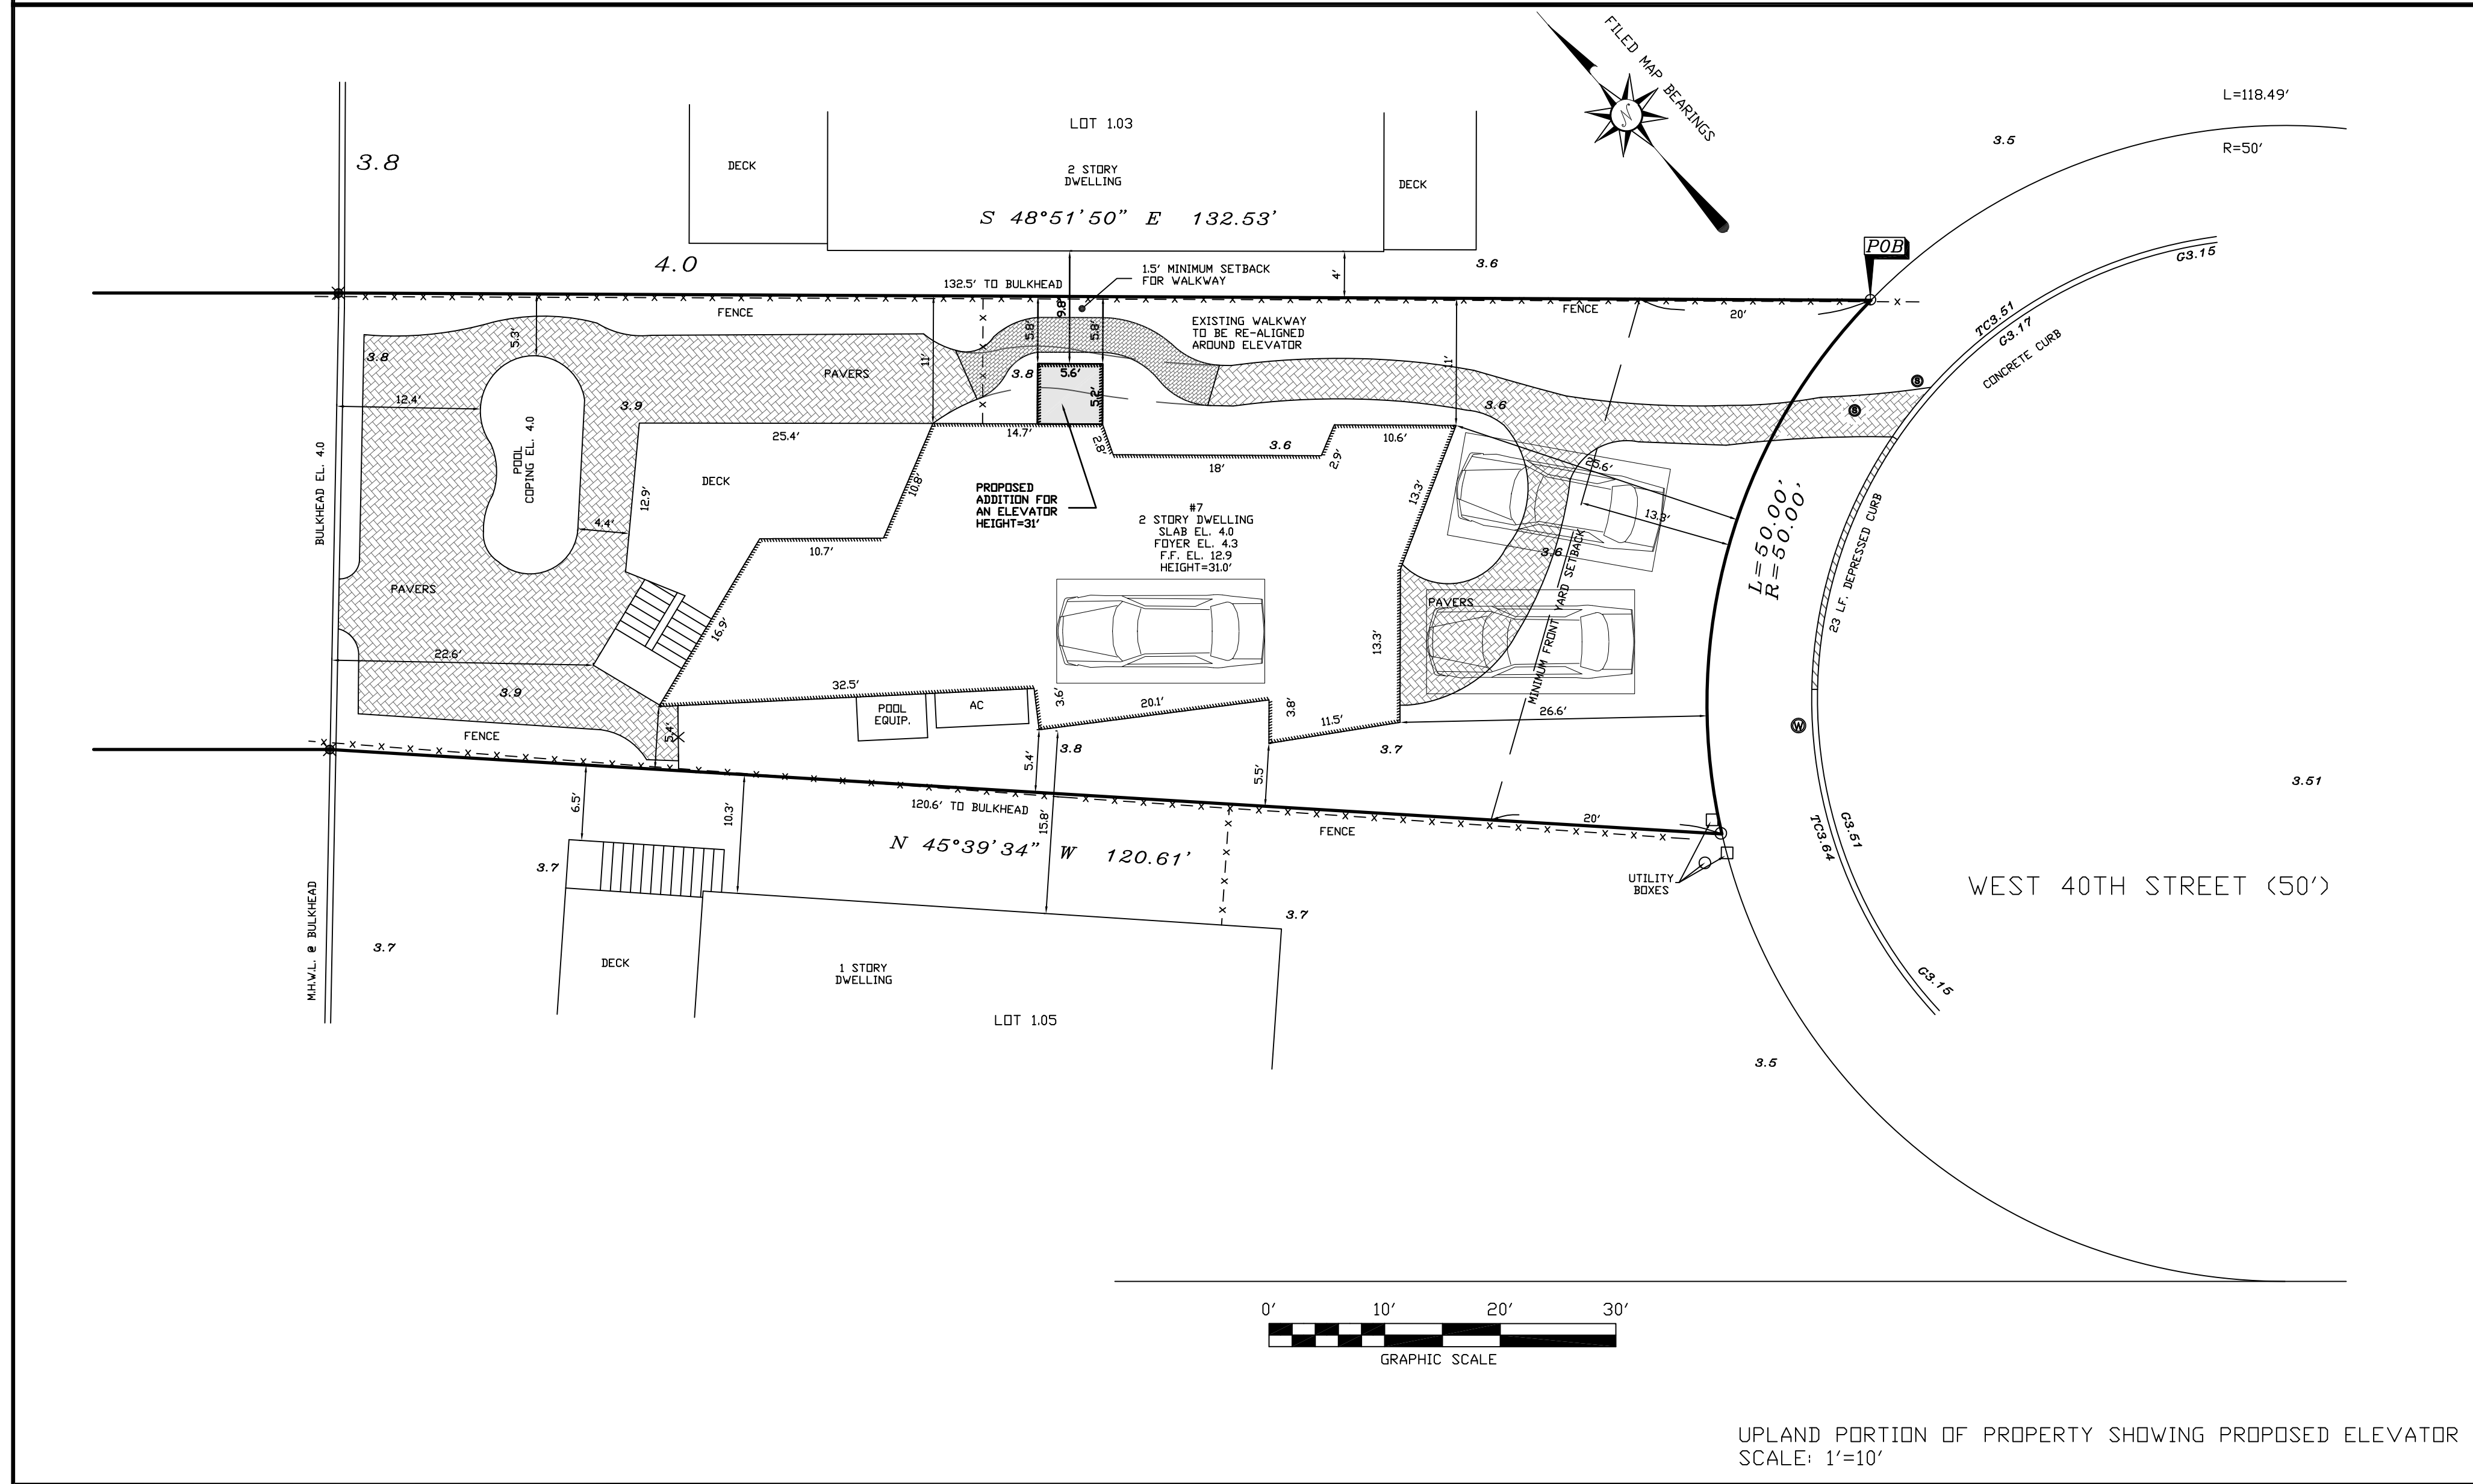 FILED MAP BEARINGS
N
L=118.49'
R=50'
3.5
LOT 1.03
3.8
DECK
2 STORY
DWELLING
DECK
S 48°51'50" E 132.53'
POB
G3.15
4.0
3.6
1.5' MINIMUM SETBACK
FOR WALKWAY
4'
132.5' TO BULKHEAD
9.8'
FENCE
FENCE
20'
TC3.51
G3.17
CONCRETE CURB
5.3'
5.8'
5.8'
EXISTING WALKWAY
TO BE RE-ALIGNED
AROUND ELEVATOR
11'
11'
3.8
PAVERS
3.8
5.6'
5.2'
12.4'
3.9
3.6
S
S
25.4'
14.7'
2.8'
3.6
10.6'
2.9'
18'
BULKHEAD EL. 4.0
POOL
COPING EL. 4.0
DECK
12.9'
10.8'
PROPOSED
ADDITION FOR
AN ELEVATOR
HEIGHT=31'
13.3'
25.6'
13.8'
L=50.00'
R=50.00'
4.4'
#7
2 STORY DWELLING
SLAB EL. 4.0
FOYER EL. 4.3
F.F. EL. 12.9
HEIGHT=31.0'
10.7'
3.6
23 LF. DEPRESSED CURB
PAVERS
PAVERS
MINIMUM FRONT YARD SETBACK
16.9'
13.3'
22.6'
3.9
32.5'
3.6'
20.1'
3.8'
11.5'
26.6'
POOL
EQUIP.
AC
W
FENCE
5.4'
3.8
3.7
5.4'
5.5'
3.51
6.5'
10.3'
120.6' TO BULKHEAD
15.8'
20'
FENCE
N 45°39'34" W 120.61'
G3.51
TC3.64
3.7
UTILITY
BOXES
WEST 40TH STREET (50')
M.H.W.L. @ BULKHEAD
3.7
3.7
DECK
1 STORY
DWELLING
G3.15
LOT 1.05
3.5
0' 10' 20' 30'
GRAPHIC SCALE
UPLAND PORTION OF PROPERTY SHOWING PROPOSED ELEVATOR
SCALE: 1'=10'